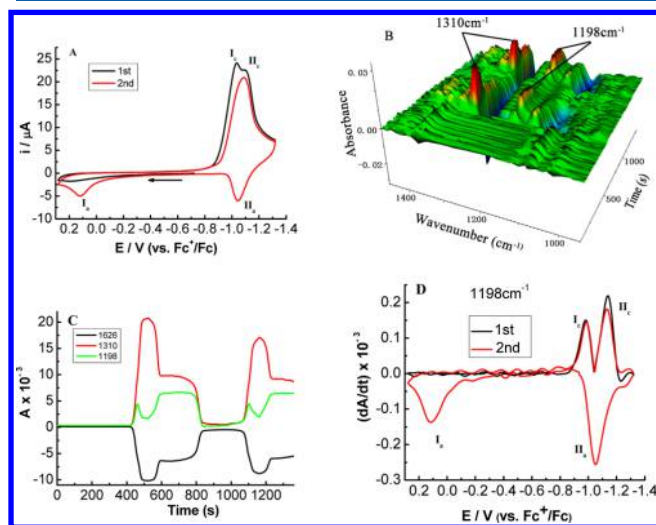 A
1st
2nd
I c
II c
I a
II a
i / μA
25
20
15
10
5
0
-5
-10
0.2 0.0 -0.2 -0.4 -0.6 -0.8 -1.0 -1.2 -1.4
E / V (vs. Fc+/Fc)
B
1310cm-1
1198cm-1
Absorbance
0.03
0.00
-0.02
1400
1200
1000
Wavenumber (cm-1)
500
1000
Time (s)
C
1626
1310
1198
A x 10-3
20
15
10
5
0
-5
-10
0 200 400 600 800 1000 1200
Time (s)
D
1198cm-1
1st
2nd
I c
II c
I a
II a
(dA/dt) x 10-3
0.2
0.1
0.0
-0.1
-0.2
-0.3
0.2 0.0 -0.2 -0.4 -0.6 -0.8 -1.0 -1.2 -1.4
E / V (vs. Fc+/Fc)